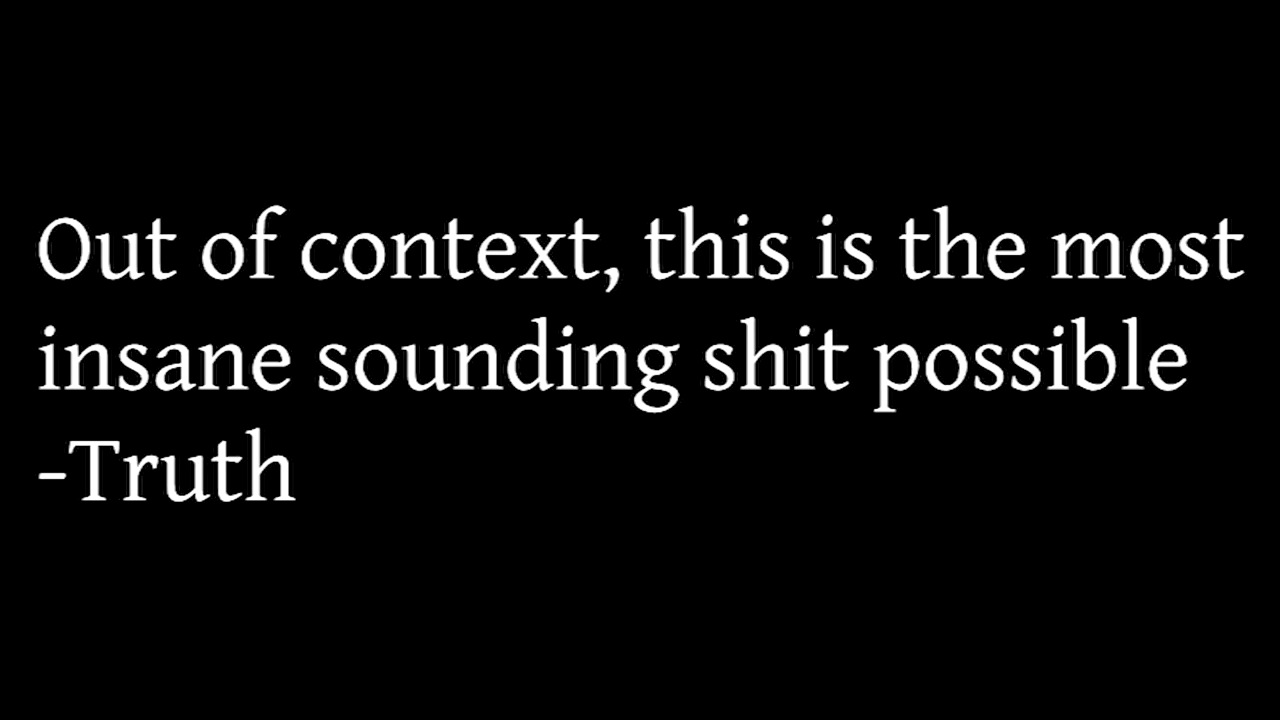 Out of context, this is the most
insane sounding shit possible
-Truth